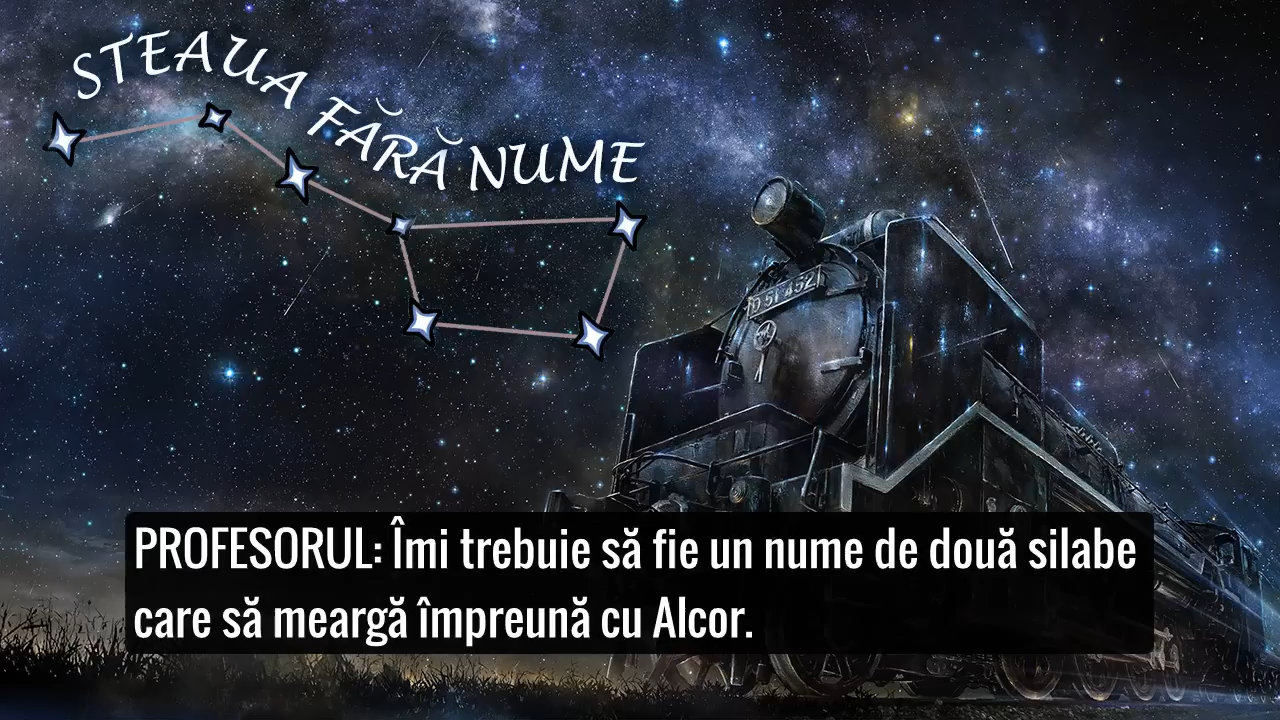 STEAUA FĂRĂ NUME
D 51 452
PROFESORUL: Îmi trebuie să fie un nume de două silabe
care să meargă împreună cu Alcor.